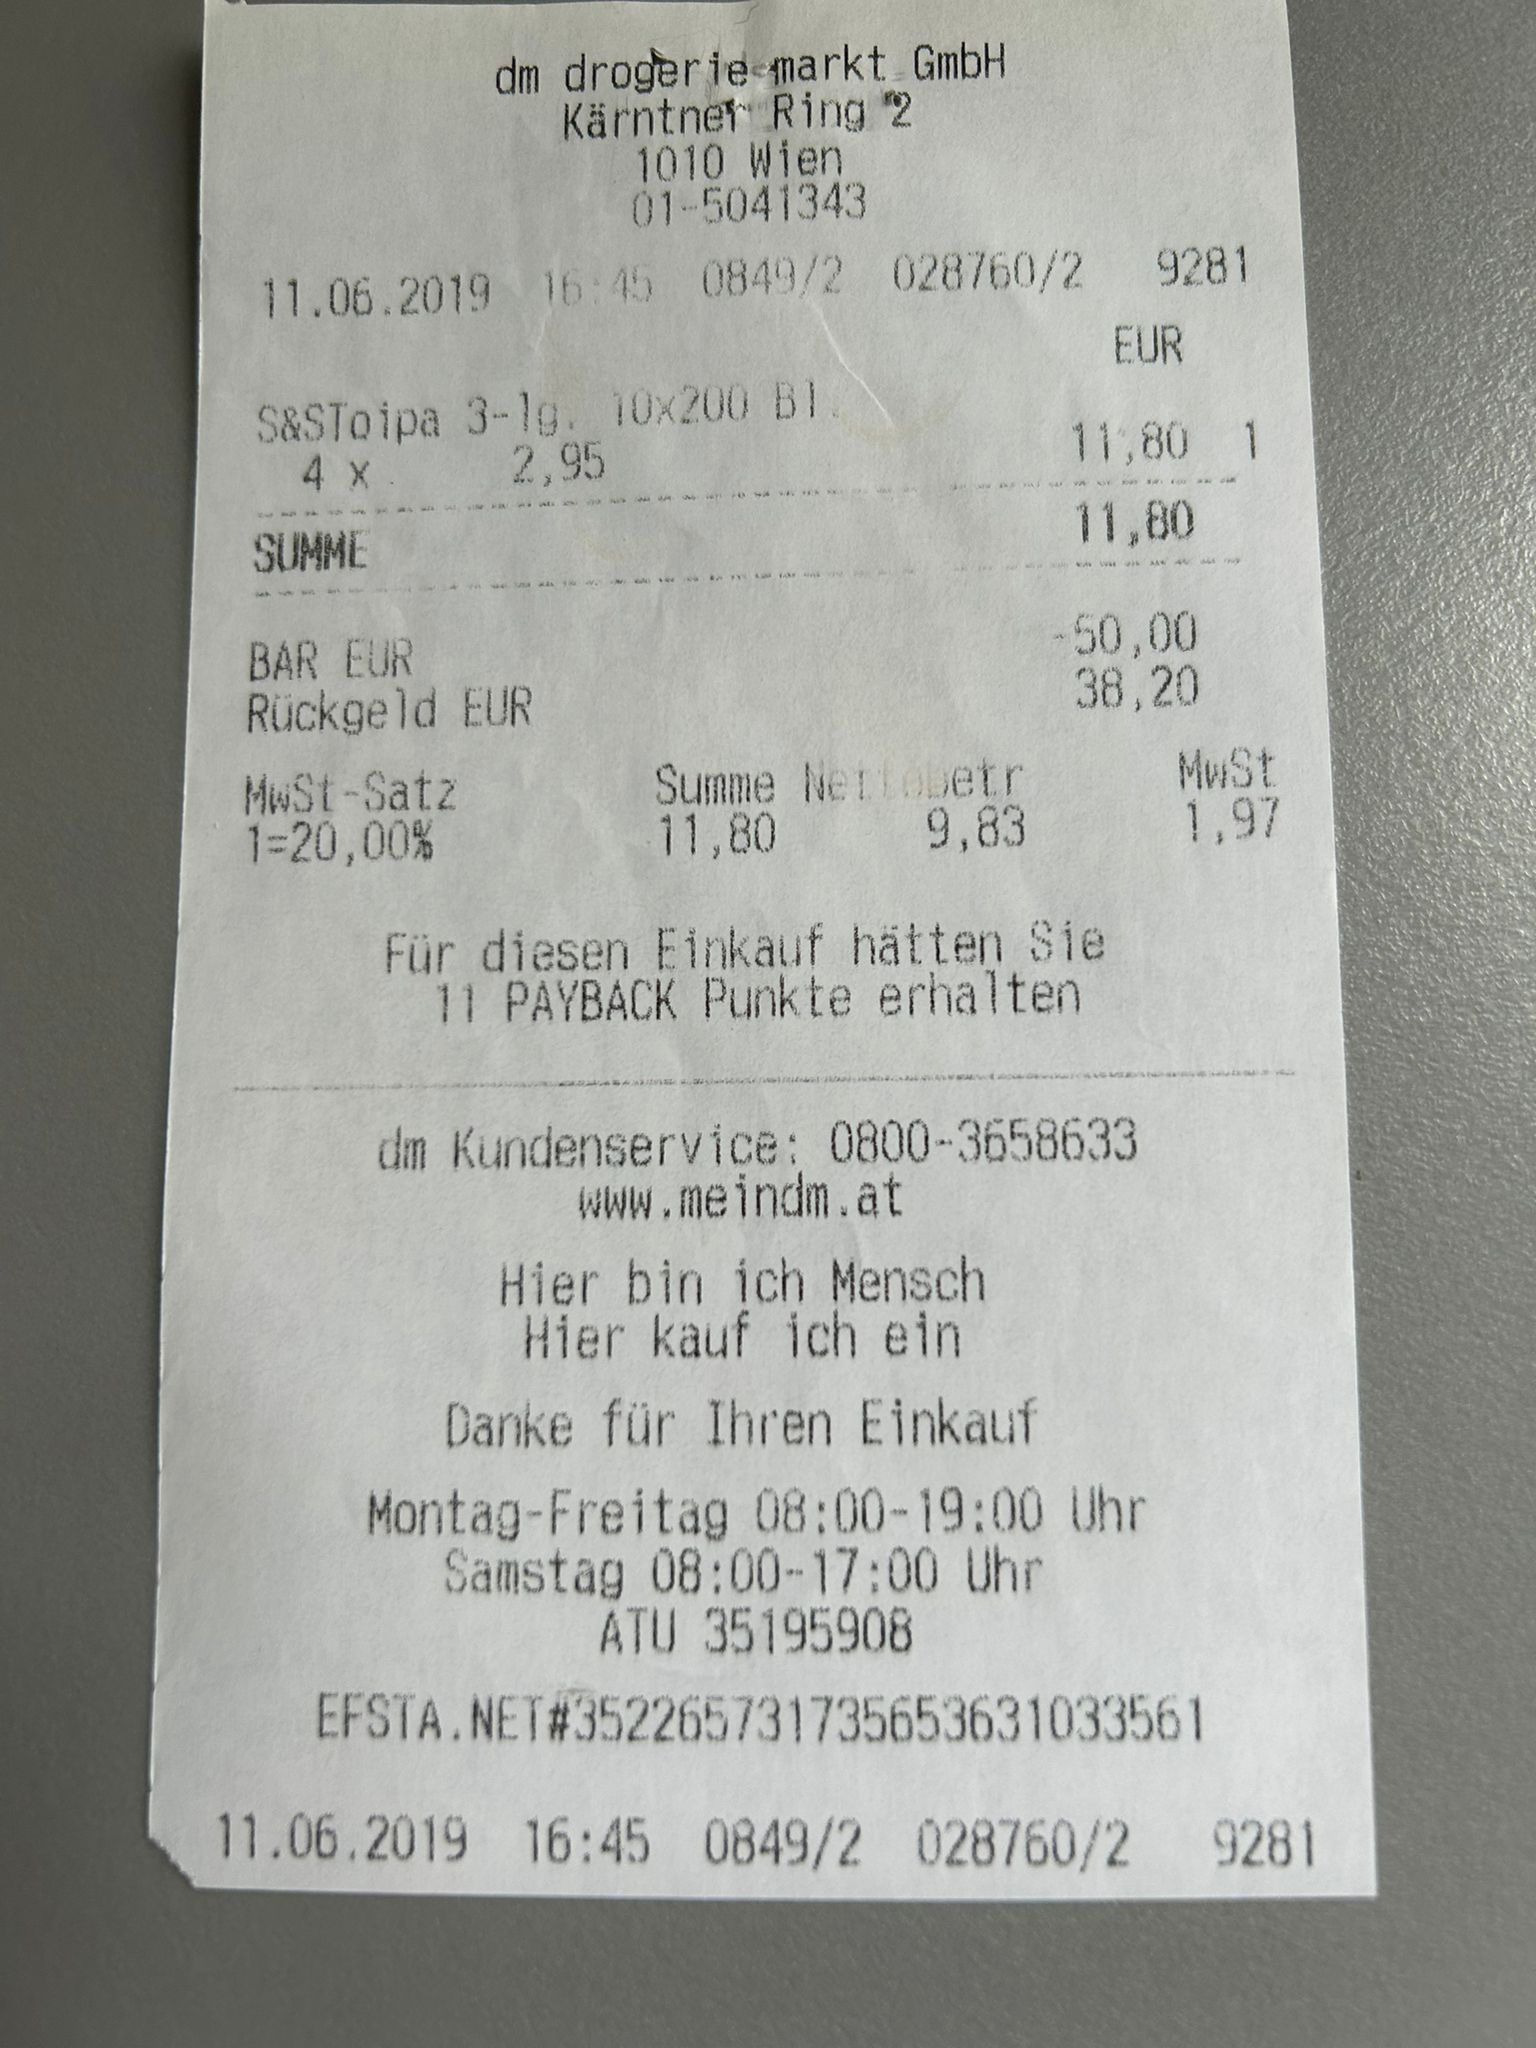 dm drogerie markt GmbH
Kärntner Ring 2
1010 Wien
01-5041343
11.06.2019 16:45 0849/2 028760/2 9281
EUR
S&SToipa 3-lg. 10x200 Bl.
4 x 2,95 11,80 1
SUMME 11,80
BAR EUR -50,00
Rückgeld EUR 38,20
MwSt-Satz Summe Nettobetr MwSt
1=20,00% 11,80 9,83 1,97
Für diesen Einkauf hätten Sie
11 PAYBACK Punkte erhalten
dm Kundenservice: 0800-3658633
www.meindm.at
Hier bin ich Mensch
Hier kauf ich ein
Danke für Ihren Einkauf
Montag-Freitag 08:00-19:00 Uhr
Samstag 08:00-17:00 Uhr
ATU 35195908
EFSTA.NET#3522657317356536310​33561
11.06.2019 16:45 0849/2 028760/2 9281